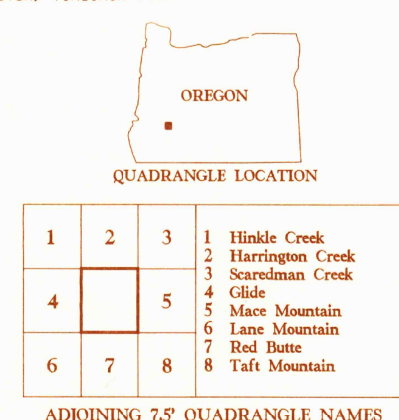 OREGON
QUADRANGLE LOCATION
1 2 3
4 5
6 7 8
1 Hinkle Creek
2 Harrington Creek
3 Scaredman Creek
4 Glide
5 Mace Mountain
6 Lane Mountain
7 Red Butte
8 Taft Mountain
ADJOINING 7.5' QUADRANGLE NAMES